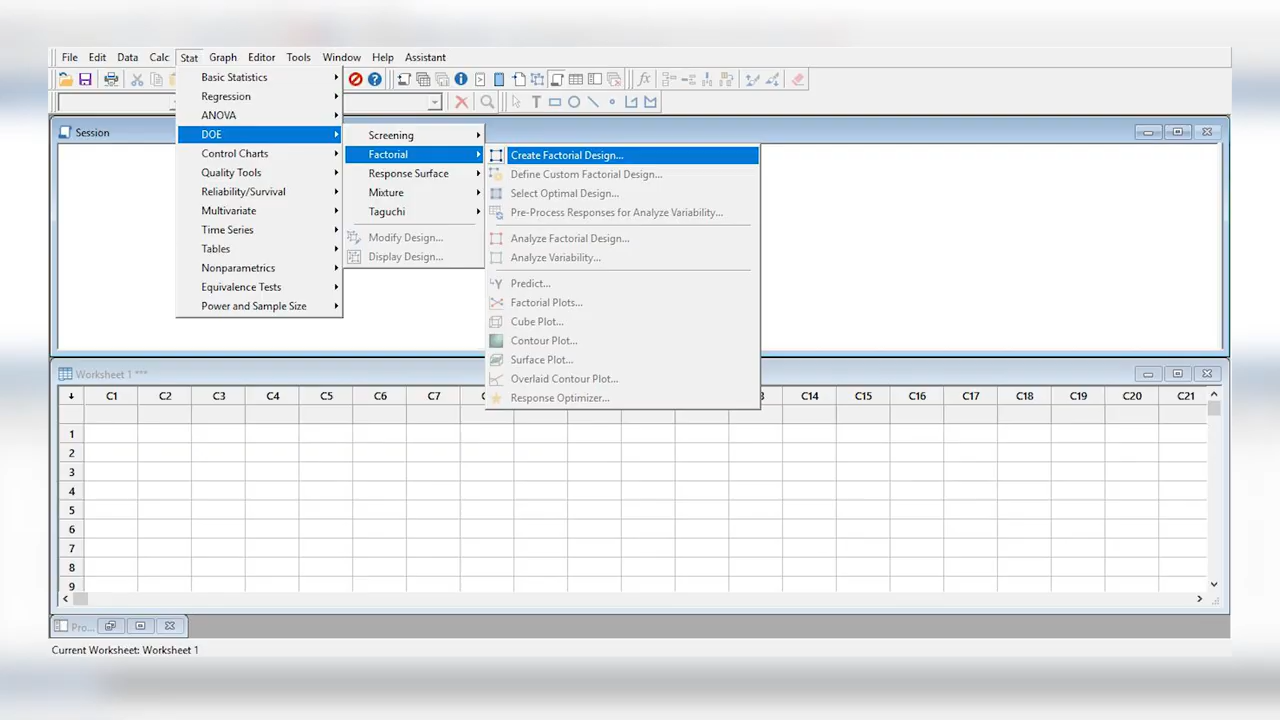 File Edit Data Calc Stat Graph Editor Tools Window Help Assistant
Basic Statistics
Regression
ANOVA
DOE
Control Charts
Quality Tools
Reliability/Survival
Multivariate
Time Series
Tables
Nonparametrics
Equivalence Tests
Power and Sample Size
Screening
Factorial
Response Surface
Mixture
Taguchi
Modify Design...
Display Design...
Create Factorial Design...
Define Custom Factorial Design...
Select Optimal Design...
Pre-Process Responses for Analyze Variability...
Analyze Factorial Design...
Analyze Variability...
Predict...
Factorial Plots...
Cube Plot...
Contour Plot...
Surface Plot...
Overlaid Contour Plot...
Response Optimizer...
Session
Worksheet 1 ***
C1 C2 C3 C4 C5 C6 C7 C14 C15 C16 C17 C18 C19 C20 C21
1
2
3
4
5
6
7
8
9
Pro...
Current Worksheet: Worksheet 1